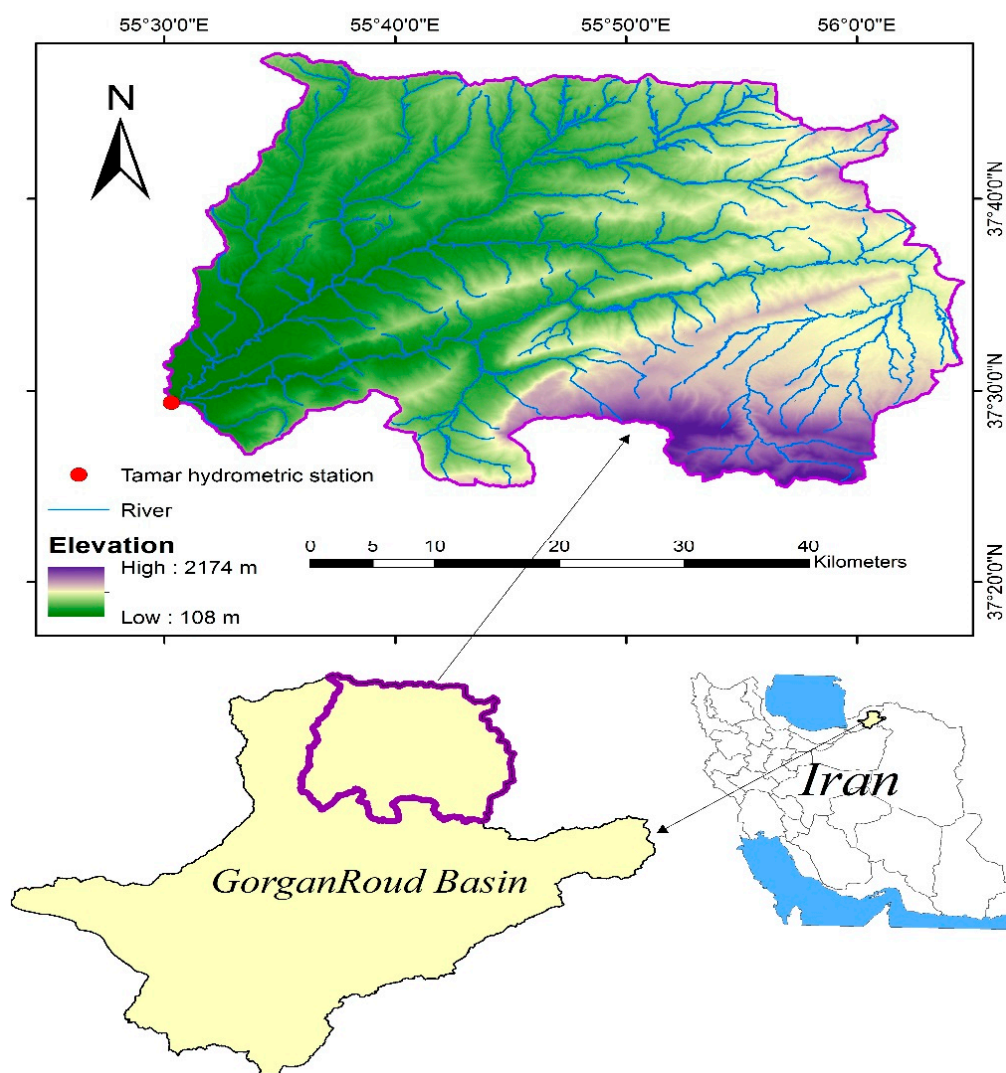 55°30'0"E 55°40'0"E 55°50'0"E 56°0'0"E
N
37°40'0"N
37°30'0"N
37°20'0"N
Tamar hydrometric station
River
Elevation
High : 2174 m
Low : 108 m
0 5 10 20 30 40
Kilometers
Iran
GorganRoud Basin